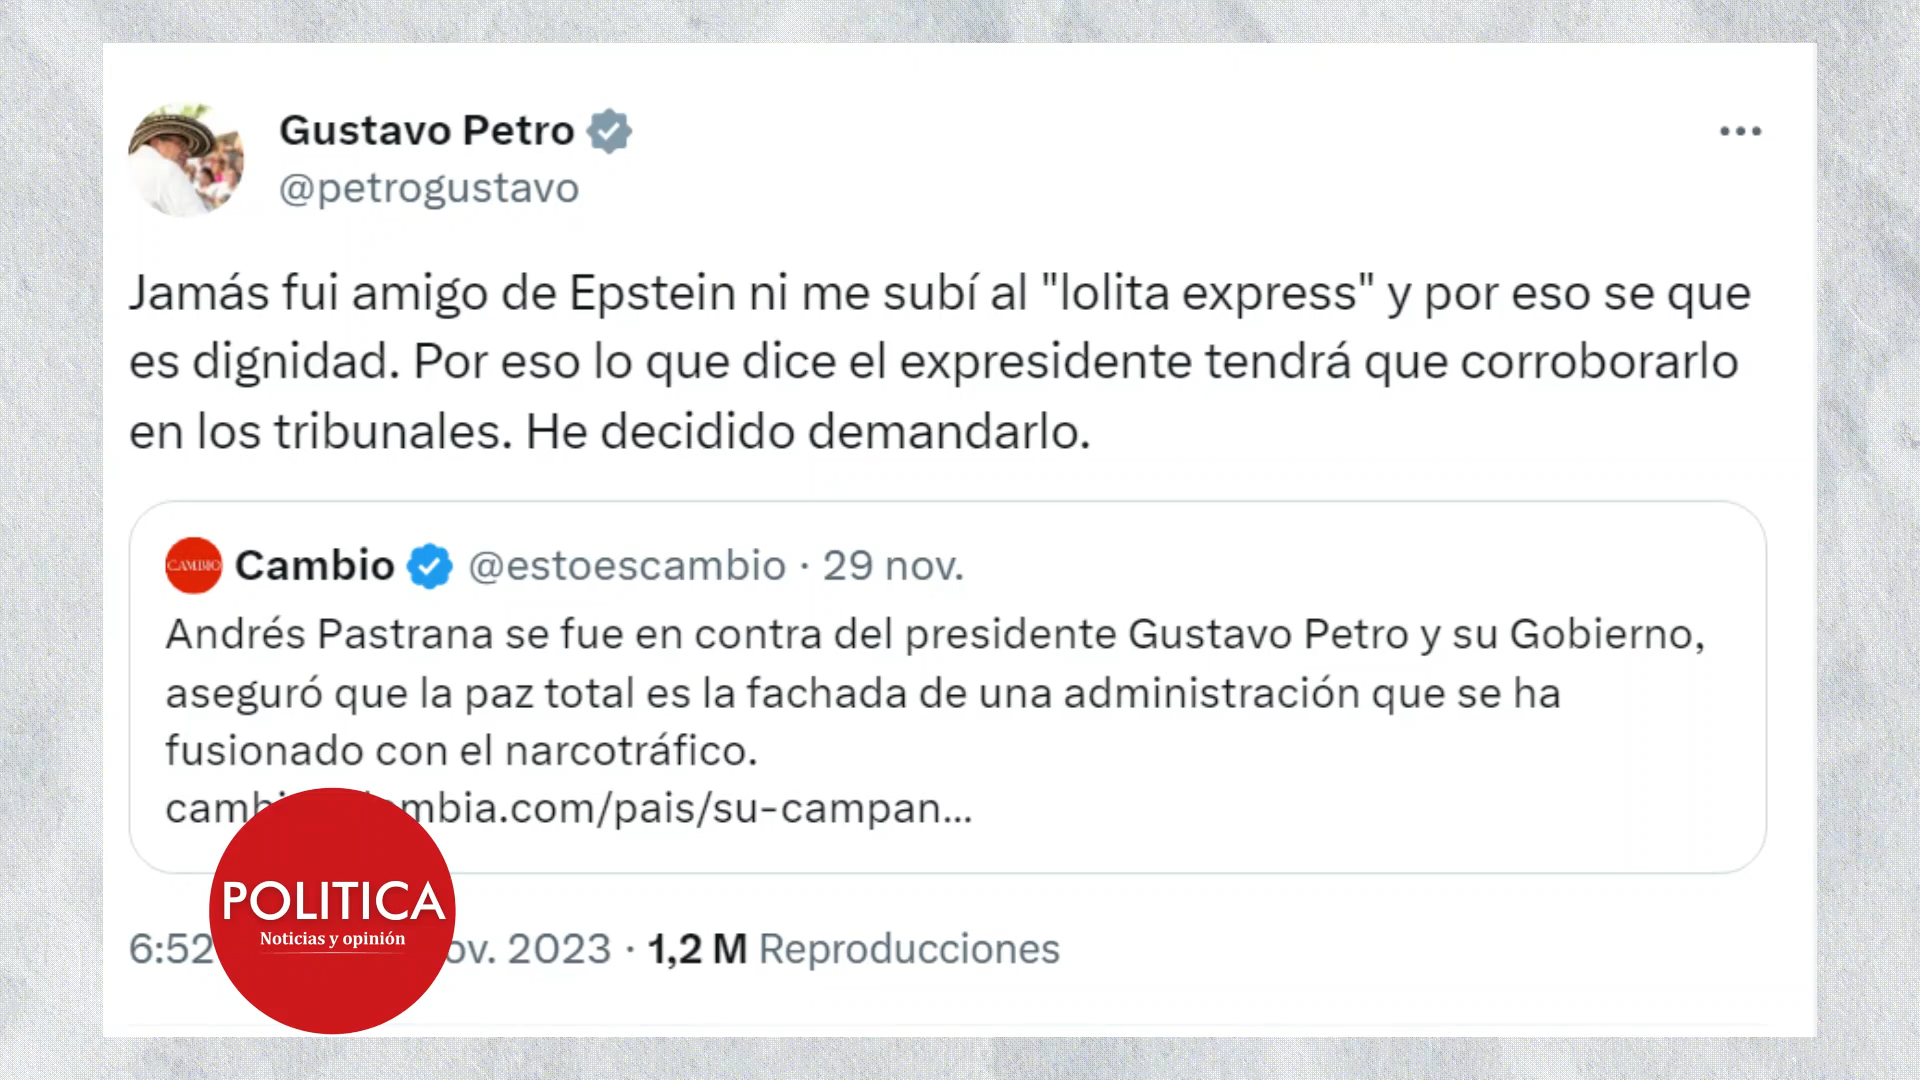 Gustavo Petro
@petrogustavo
Jamás fui amigo de Epstein ni me subí al "lolita express" y por eso se que
es dignidad. Por eso lo que dice el expresidente tendrá que corroborarlo
en los tribunales. He decidido demandarlo.
CAMBIO
Cambio @estoescambio · 29 nov.
Andrés Pastrana se fue en contra del presidente Gustavo Petro y su Gobierno,
aseguró que la paz total es la fachada de una administración que se ha
fusionado con el narcotráfico.
mbia.com/pais/su-campan...
POLITICA
Noticias y opinión
6:52 ov. 2023 · 1,2 M Reproducciones